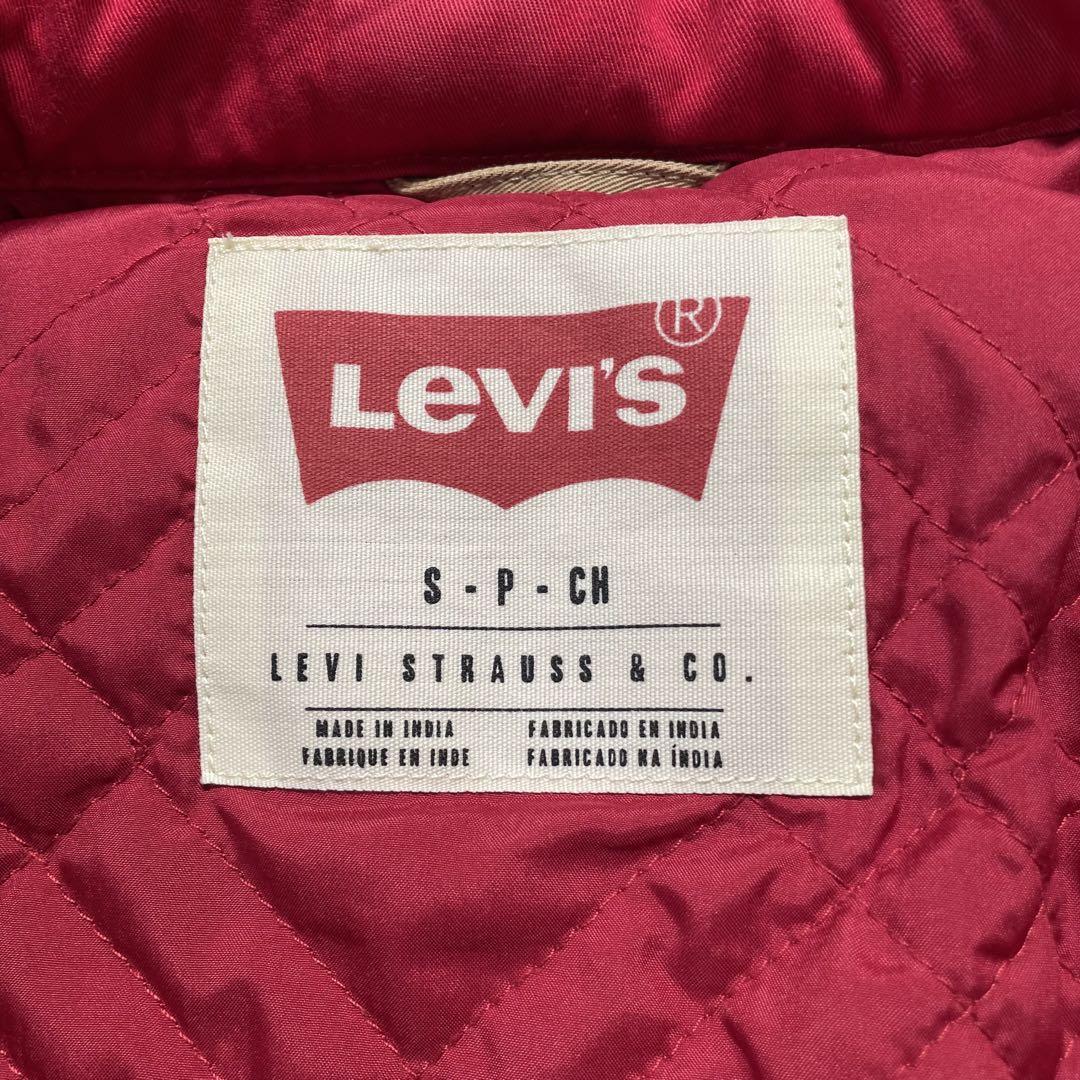 LEVI'S ®
S - P - CH
LEVI STRAUSS & CO.
MADE IN INDIA FABRICADO EN INDIA
FABRIQUE EN INDE FABRICADO NA ÍNDIA